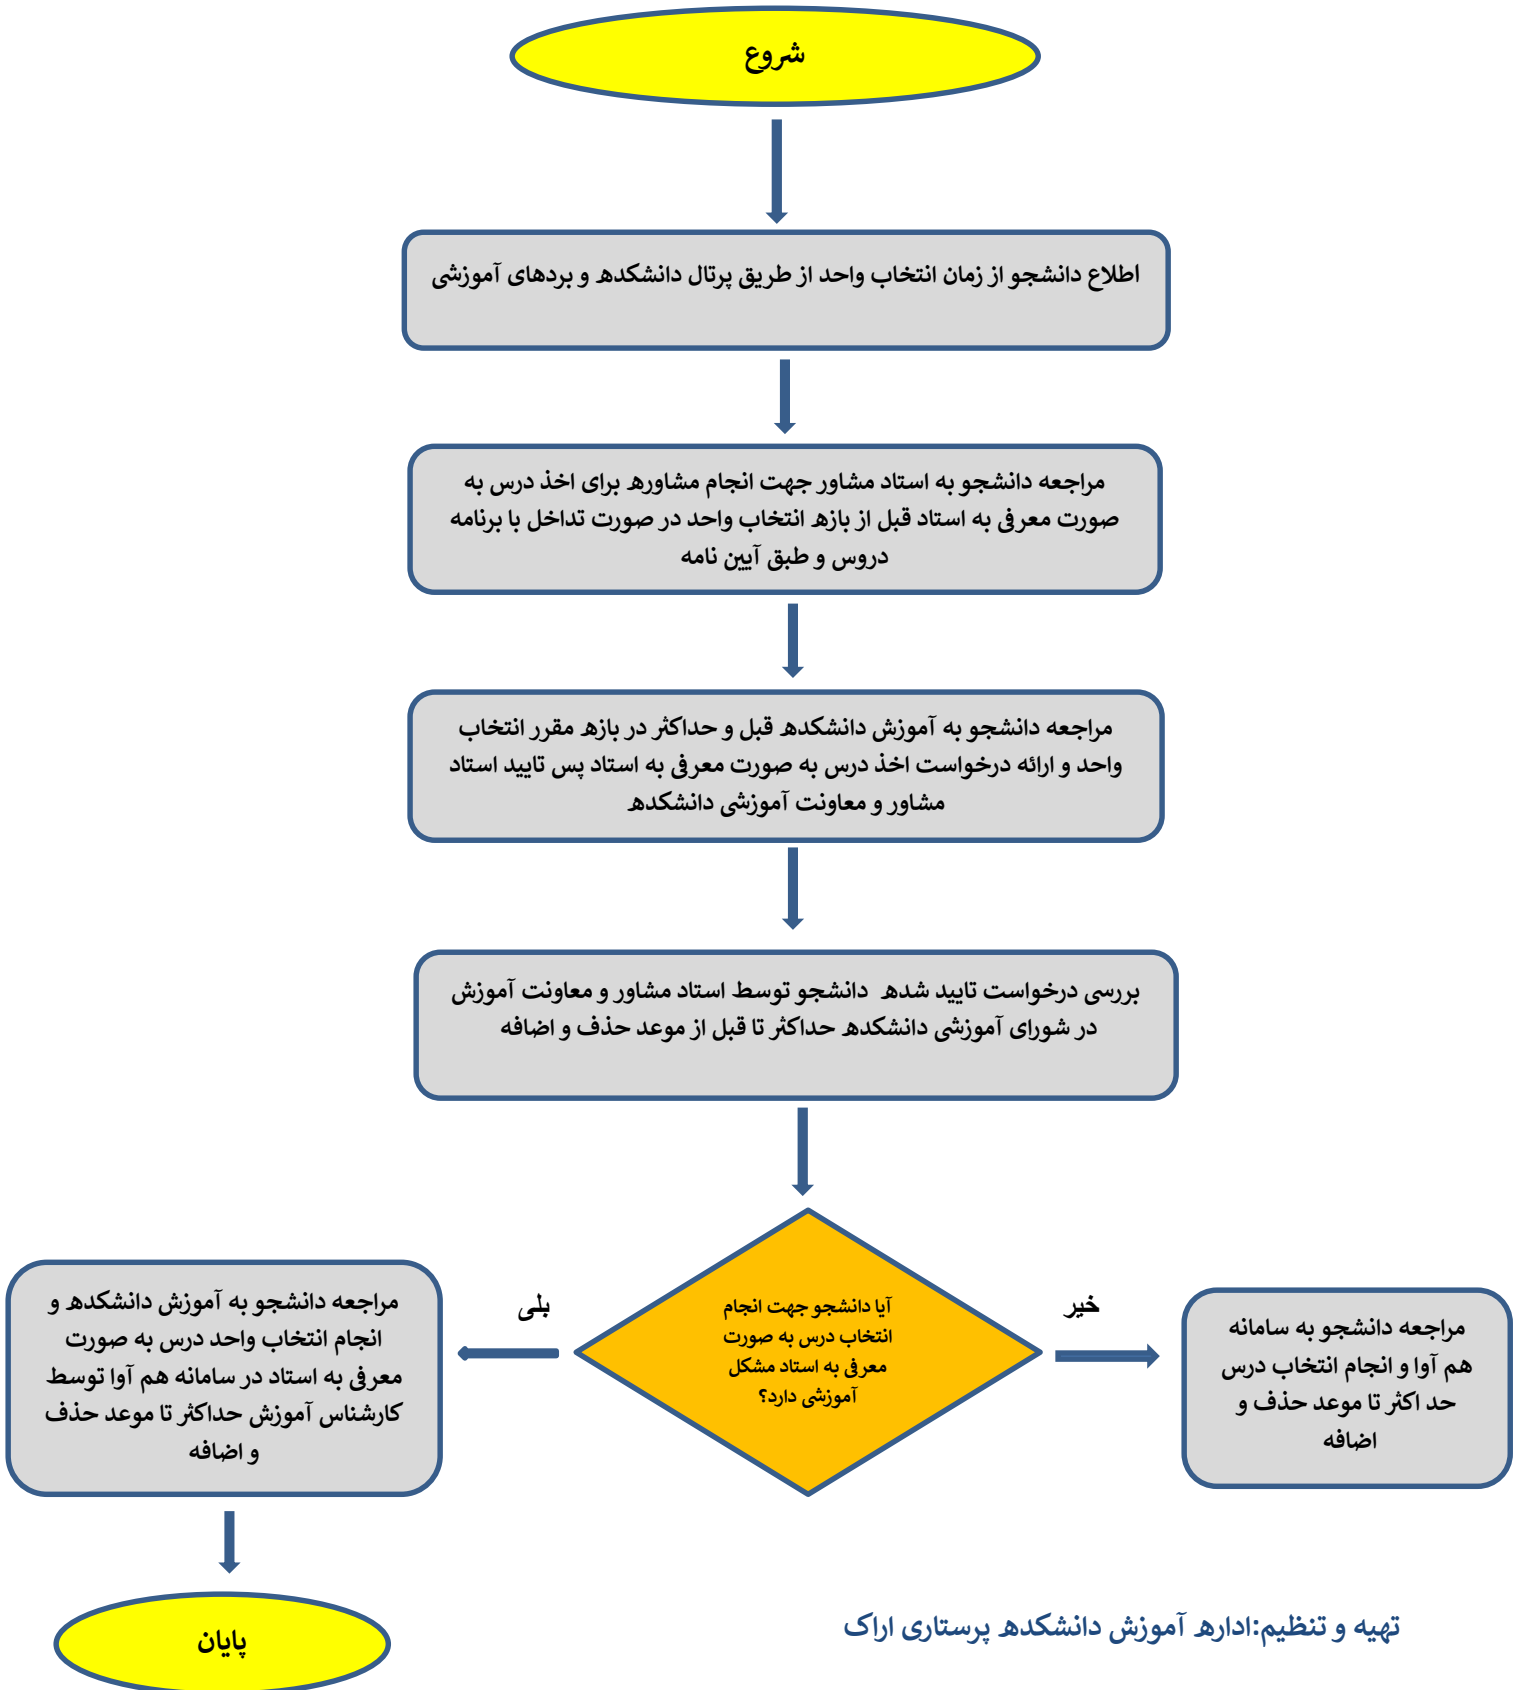 شروع
اطلاع دانشجو از زمان انتخاب واحد از طریق پرتال دانشکده و بردهای آموزشی
مراجعه دانشجو به استاد مشاور جهت انجام مشاوره برای اخذ درس به
صورت معرفی به استاد قبل از بازه انتخاب واحد در صورت تداخل با برنامه
دروس و طبق آیین نامه
مراجعه دانشجو به آموزش دانشکده قبل و حداکثر در بازه مقرر انتخاب
واحد و ارائه درخواست اخذ درس به صورت معرفی به استاد پس تایید استاد
مشاور و معاونت آموزشی دانشکده
بررسی درخواست تایید شده دانشجو توسط استاد مشاور و معاونت آموزش
در شورای آموزشی دانشکده حداکثر تا قبل از موعد حذف و اضافه
آیا دانشجو جهت انجام
انتخاب درس به صورت
معرفی به استاد مشکل
آموزشی دارد؟
خیر
مراجعه دانشجو به سامانه
هم آوا و انجام انتخاب درس
حد اکثر تا موعد حذف و
اضافه
بلی
مراجعه دانشجو به آموزش دانشکده و
انجام انتخاب واحد درس به صورت
معرفی به استاد در سامانه هم آوا توسط
کارشناس آموزش حداکثر تا موعد حذف
و اضافه
پایان
تهیه و تنظیم:اداره آموزش دانشکده پرستاری اراک